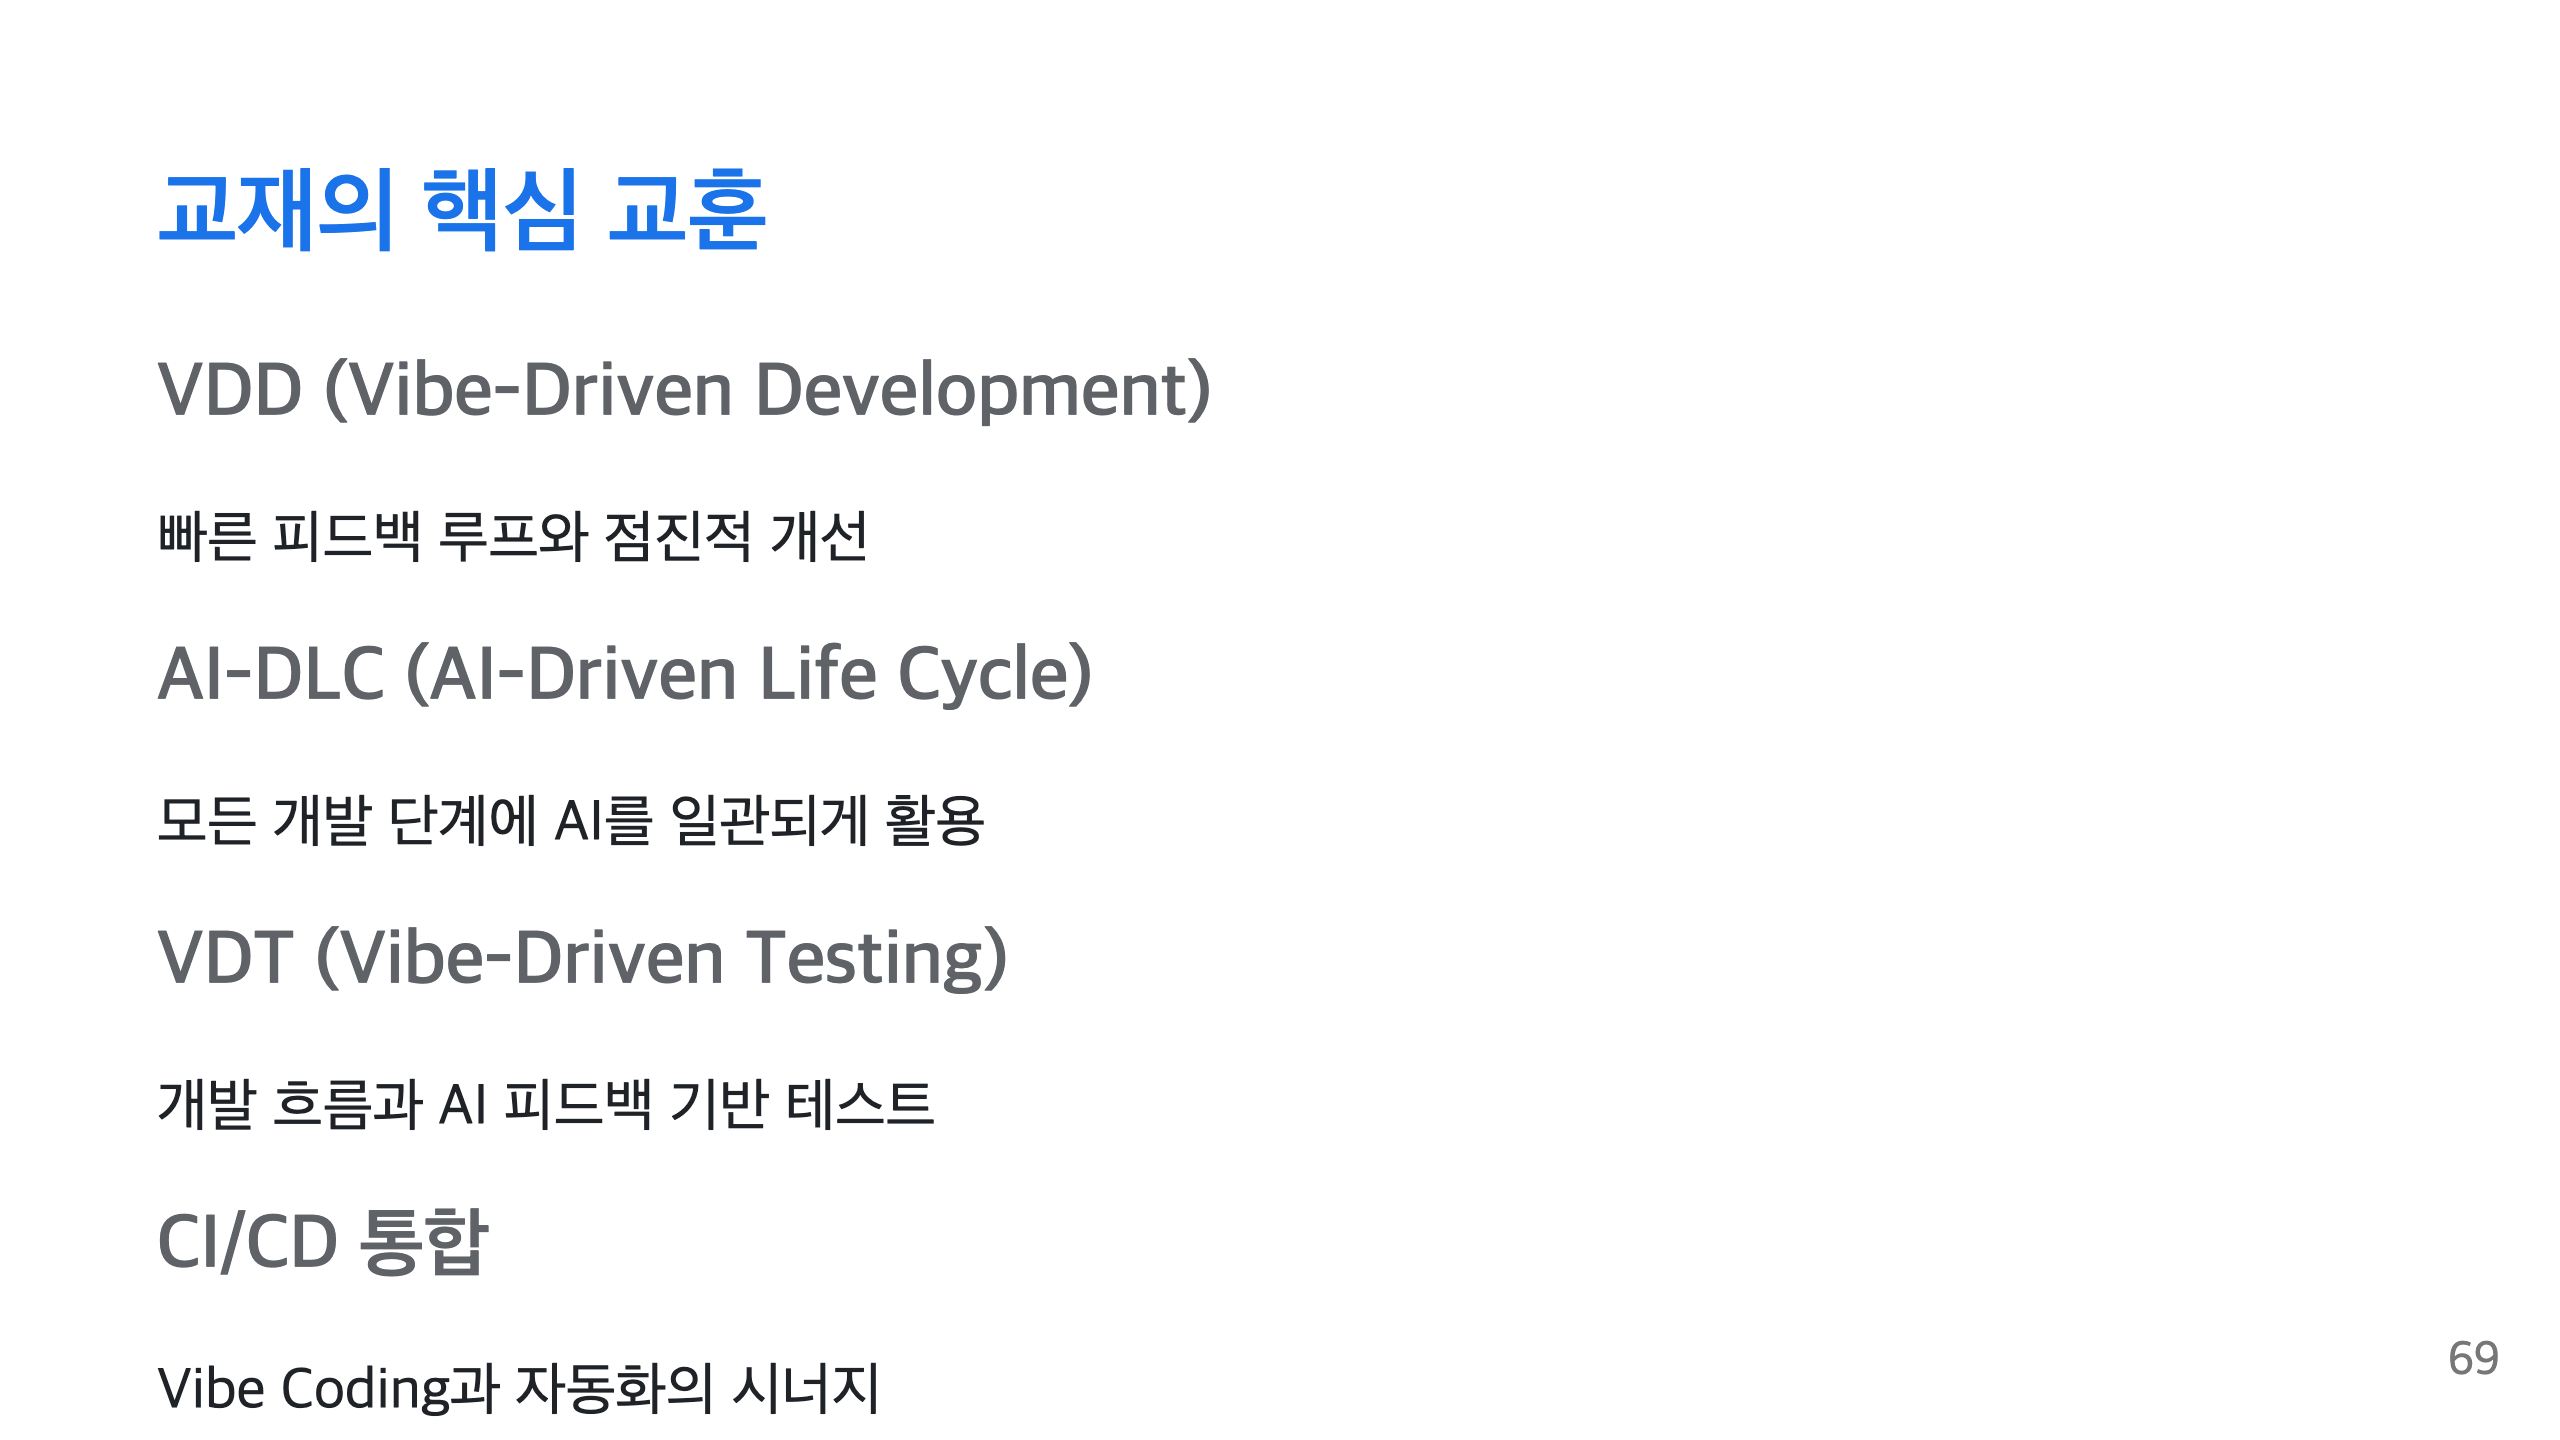 교재의 핵심 교훈
VDD (Vibe-Driven Development)
빠른 피드백 루프와 점진적 개선
AI-DLC (AI-Driven Life Cycle)
모든 개발 단계에 AI를 일관되게 활용
VDT (Vibe-Driven Testing)
개발 흐름과 AI 피드백 기반 테스트
CI/CD 통합
Vibe Coding과 자동화의 시너지
69